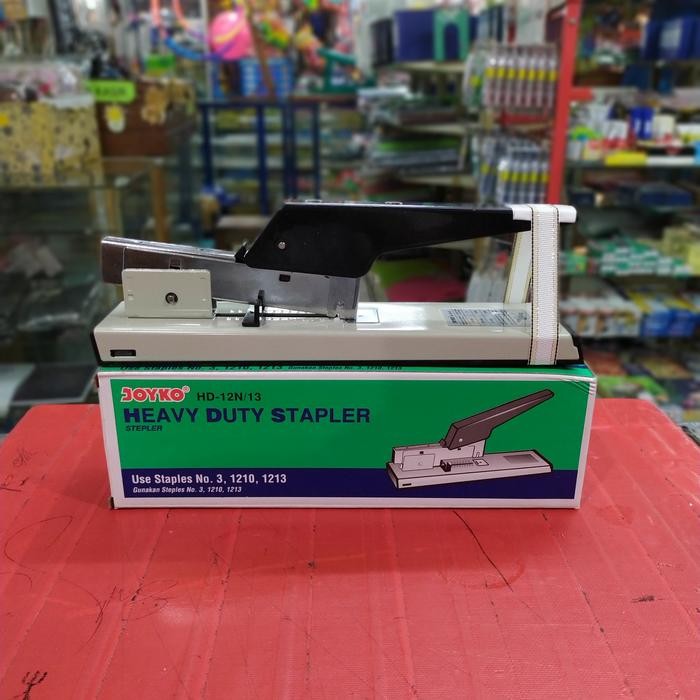 JOYKO® HD-12N/13
HEAVY DUTY STAPLER
STEPLER
Use Staples No. 3, 1210, 1213
Gunakan Steples No. 3, 1210, 1213